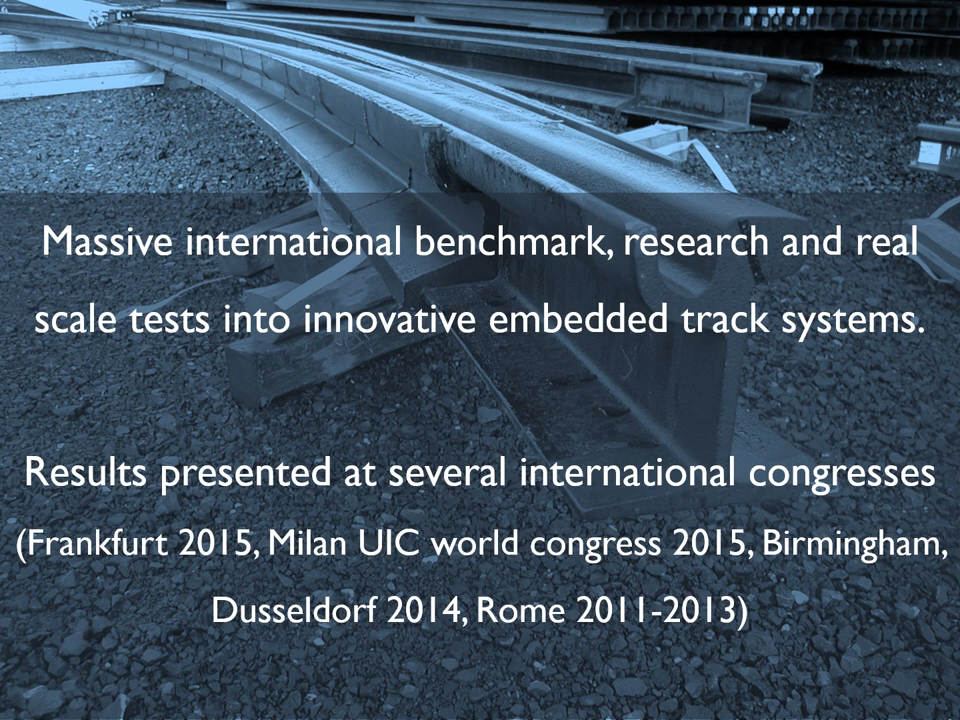 Massive international benchmark, research and real
scale tests into innovative embedded track systems.
Results presented at several international congresses
(Frankfurt 2015, Milan UIC world congress 2015, Birmingham,
Dusseldorf 2014, Rome 2011-2013)